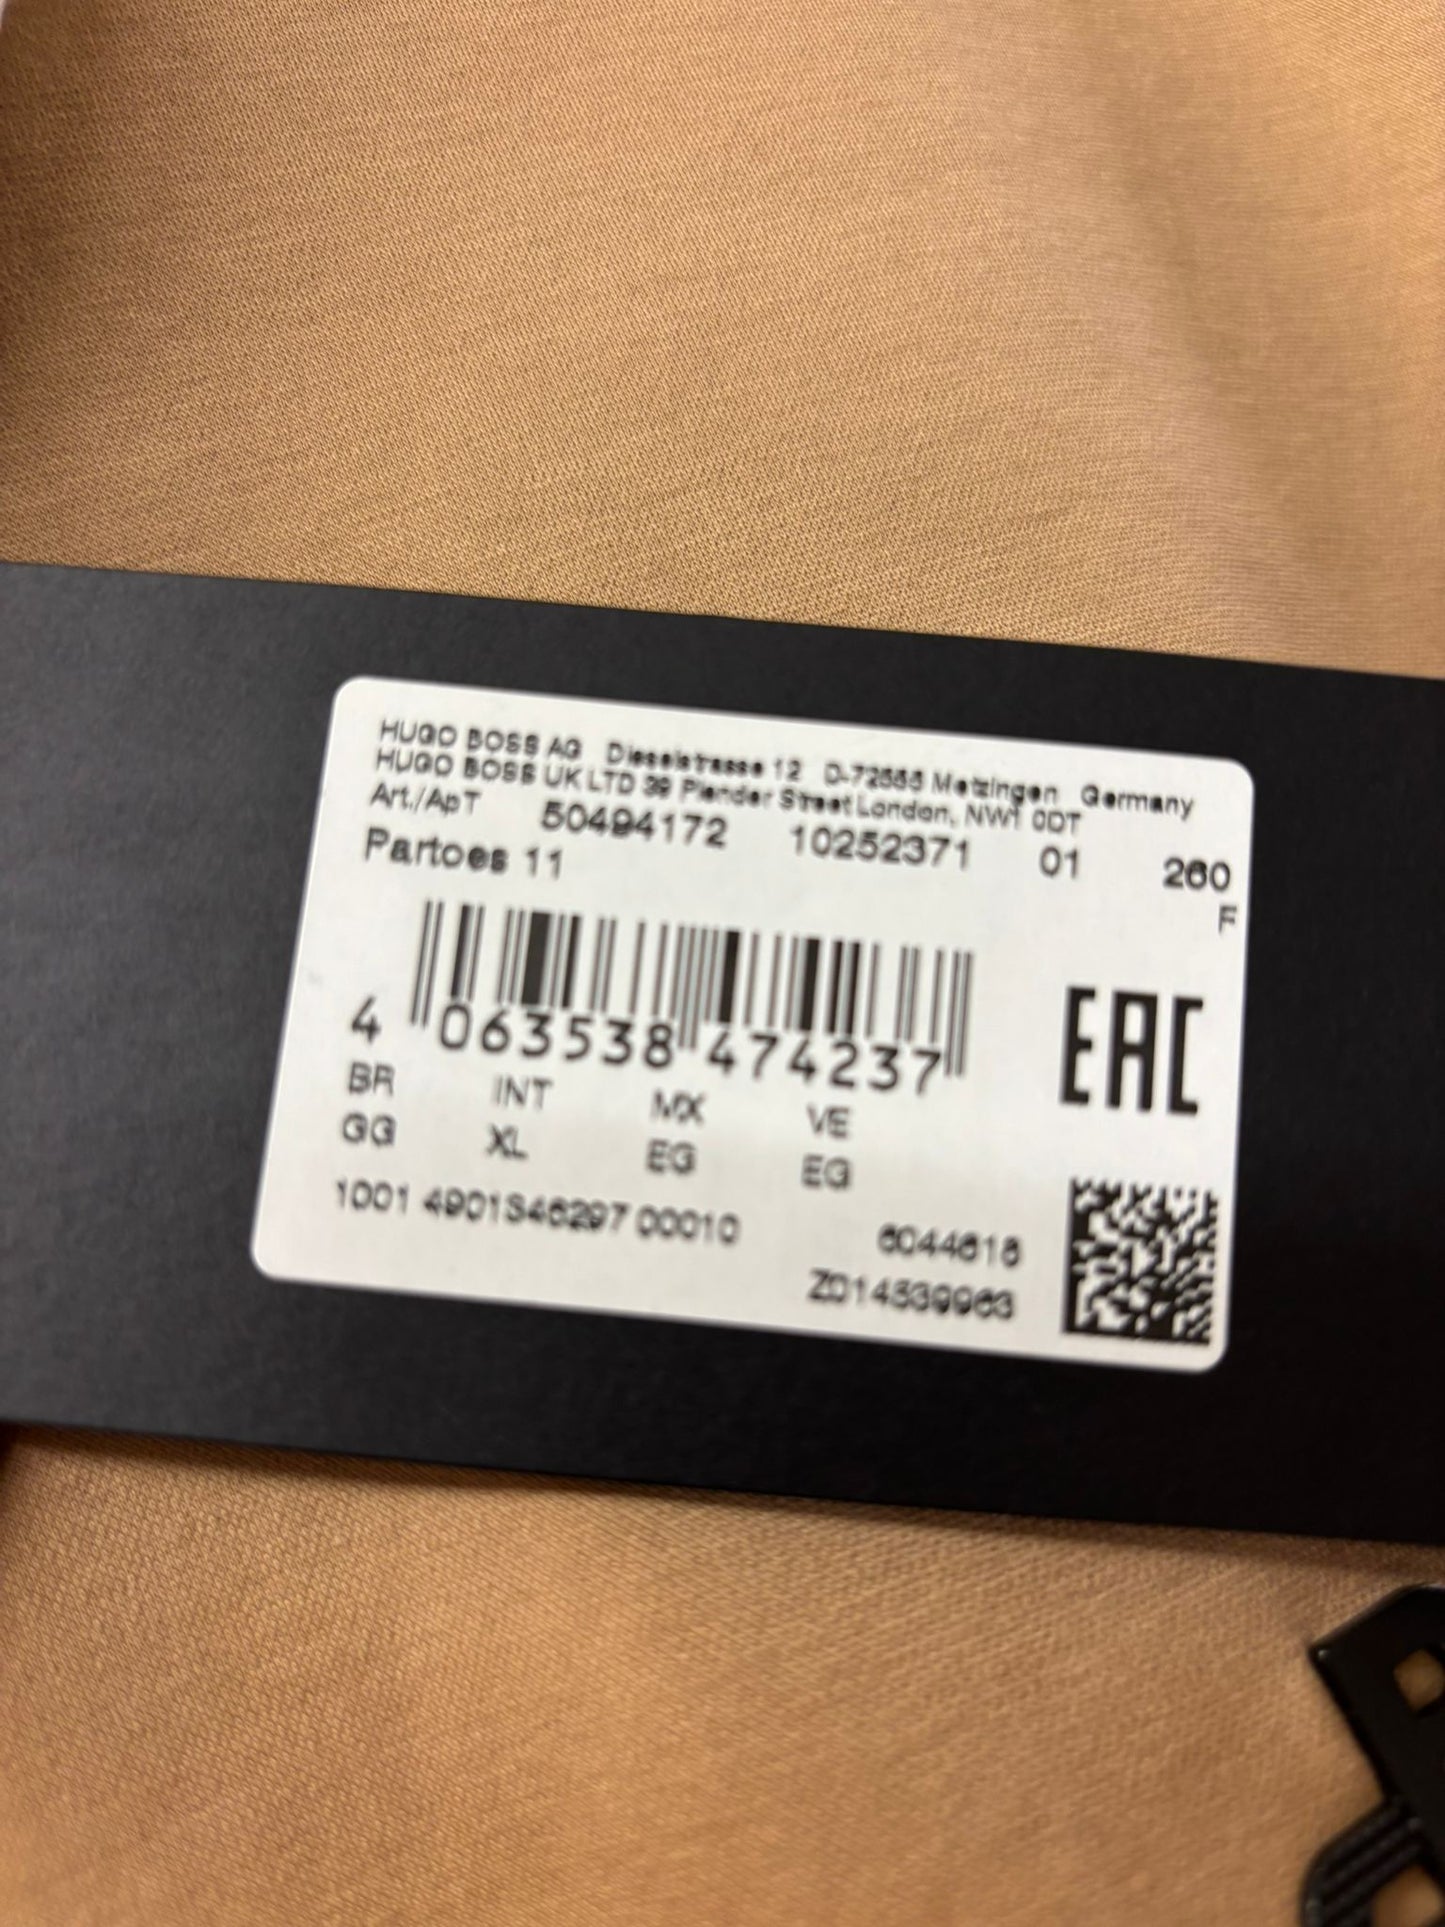 HUGO BOSS AG Dieselstrasse 12 D-72555 Metzingen Germany
HUGO BOSS UK LTD 39 Plender Street London, NW1 0DT
Art./ApT 50494172 10252371 01 260
Partoes 11 F
4 063538 474237
EAC
BR INT MX VE
GG XL EG EG
1001 4901346297 00010 6044618
Z014539963